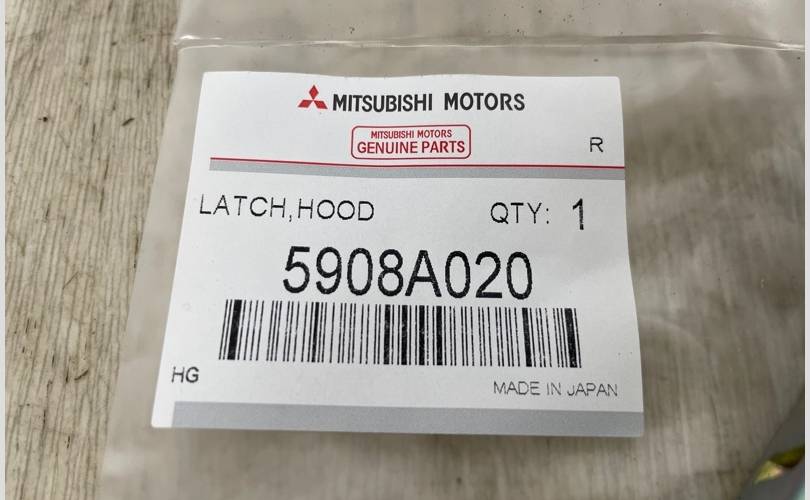 MITSUBISHI MOTORS
MITSUBISHI MOTORS
GENUINE PARTS
R
LATCH,HOOD QTY: 1
5908A020
HG
MADE IN JAPAN